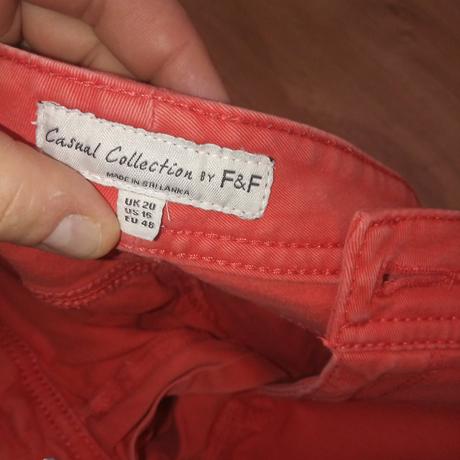 Casual Collection BY F&F
MADE IN SRI LANKA
UK 20
US 16
EU 48